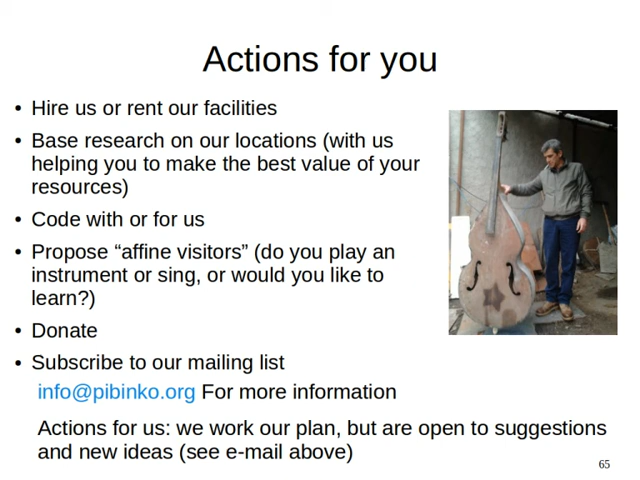 Actions for you
• Hire us or rent our facilities
• Base research on our locations (with us
helping you to make the best value of your
resources)
• Code with or for us
• Propose “affine visitors” (do you play an
instrument or sing, or would you like to
learn?)
• Donate
• Subscribe to our mailing list
info@pibinko.org For more information
Actions for us: we work our plan, but are open to suggestions
and new ideas (see e-mail above)
65